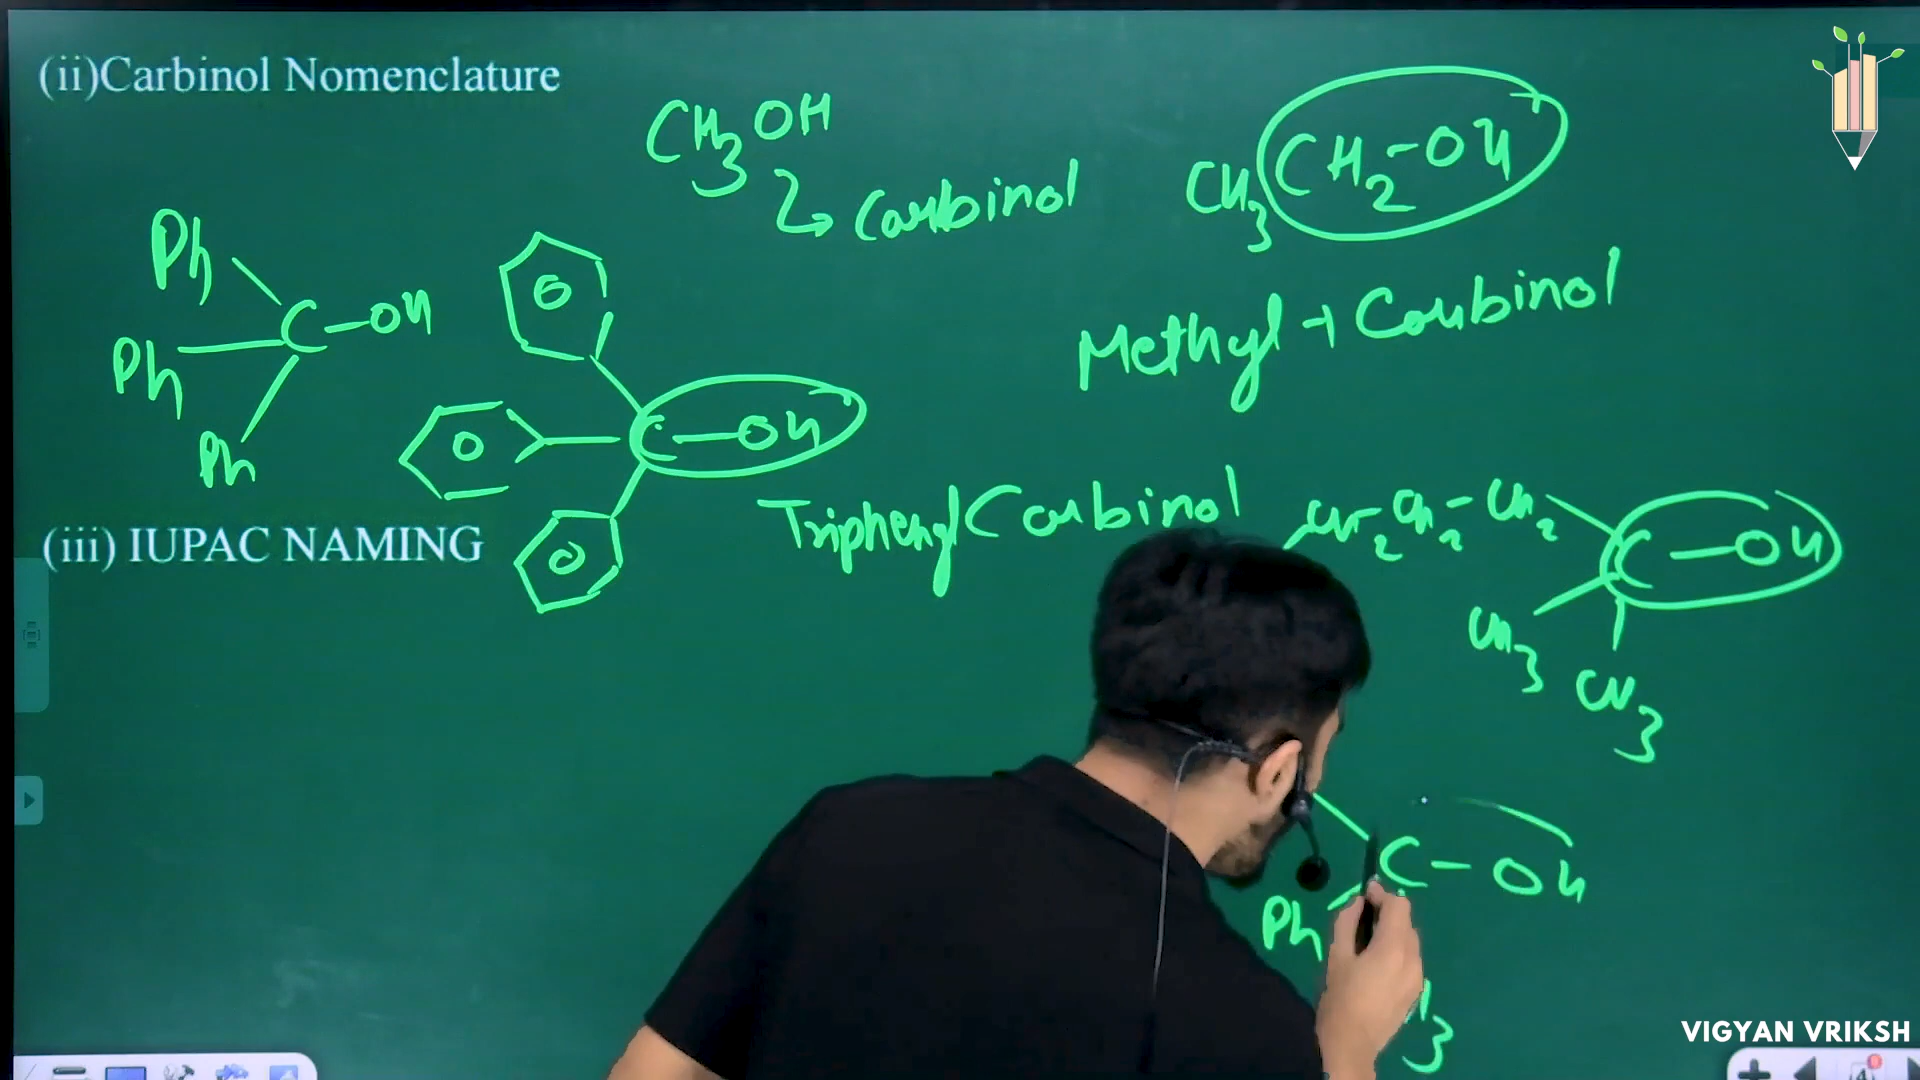 (ii)Carbinol Nomenclature
CH3OH
Carbinol
CH3 CH2-OH
Methyl + Carbinol
Ph
Ph
Ph
C-OH
C-OH
Triphenyl Carbinol
CH2-CH2-CH2
C-OH
CH3
CH3
(iii) IUPAC NAMING
C-OH
Ph
3
VIGYAN VRIKSH